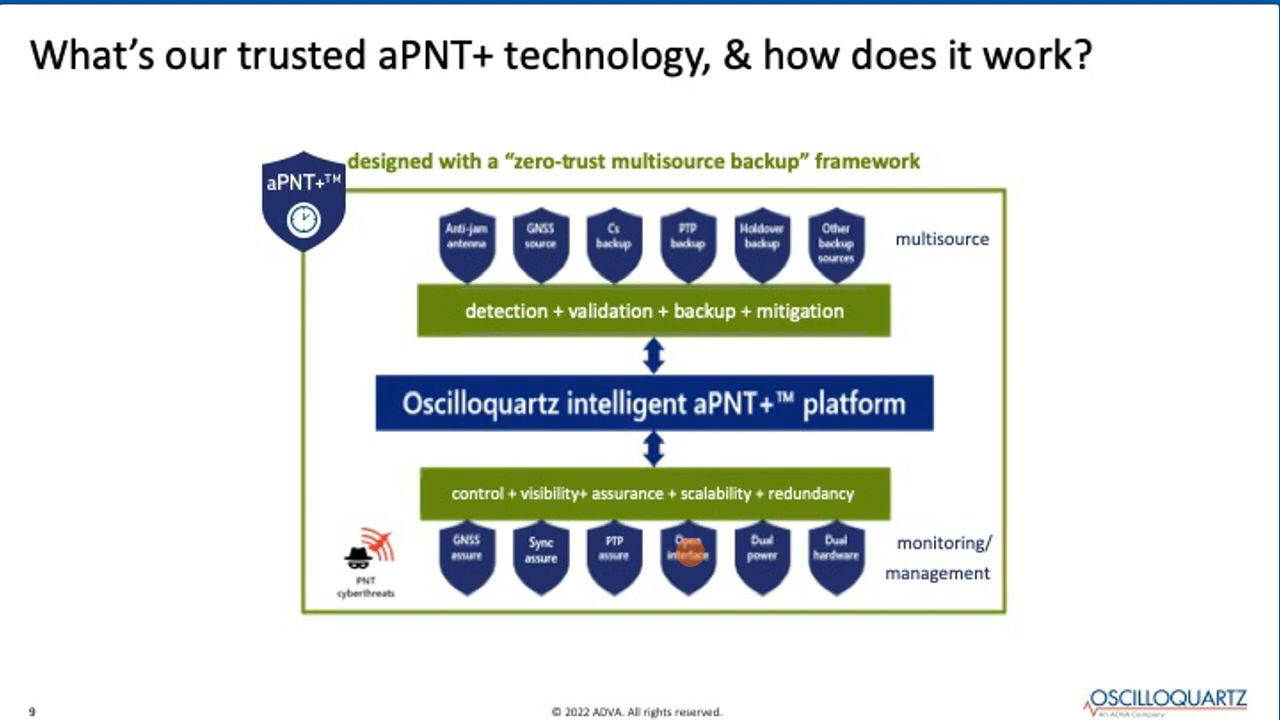 What's our trusted aPNT+ technology, & how does it work?
designed with a “zero-trust multisource backup” framework
aPNT+™
Anti-jam
antenna
GNSS
source
Cs
backup
PTP
backup
Holdover
backup
Other
backup
sources
multisource
detection + validation + backup + mitigation
Oscilloquartz intelligent aPNT+™ platform
control + visibility+ assurance + scalability + redundancy
GNSS
assure
Sync
assure
PTP
assure
Open
interface
Dual
power
Dual
hardware
monitoring/
management
PNT
cyberthreats
9
© 2022 ADVA. All rights reserved.
OSCILLOQUARTZ
An ADVA Company